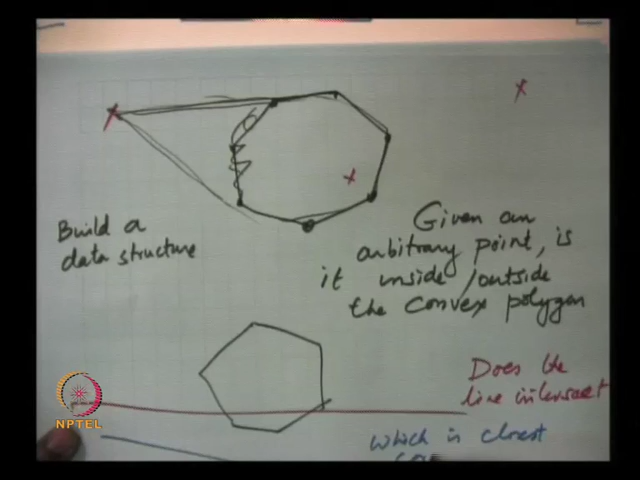 Build a
data structure
Given an
arbitrary point, is
it inside/outside
the convex polygon
Does the
line intersect
which is closest
NPTEL